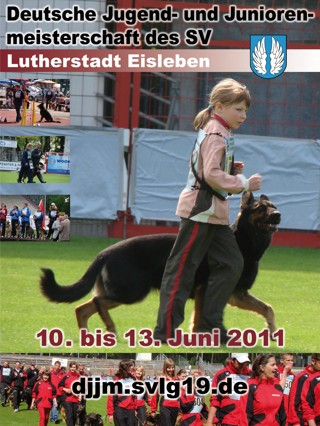 Deutsche Jugend- und Junioren-
meisterschaft des SV
Lutherstadt Eisleben
10. bis 13. Juni 2011
djjm.svlg19.de